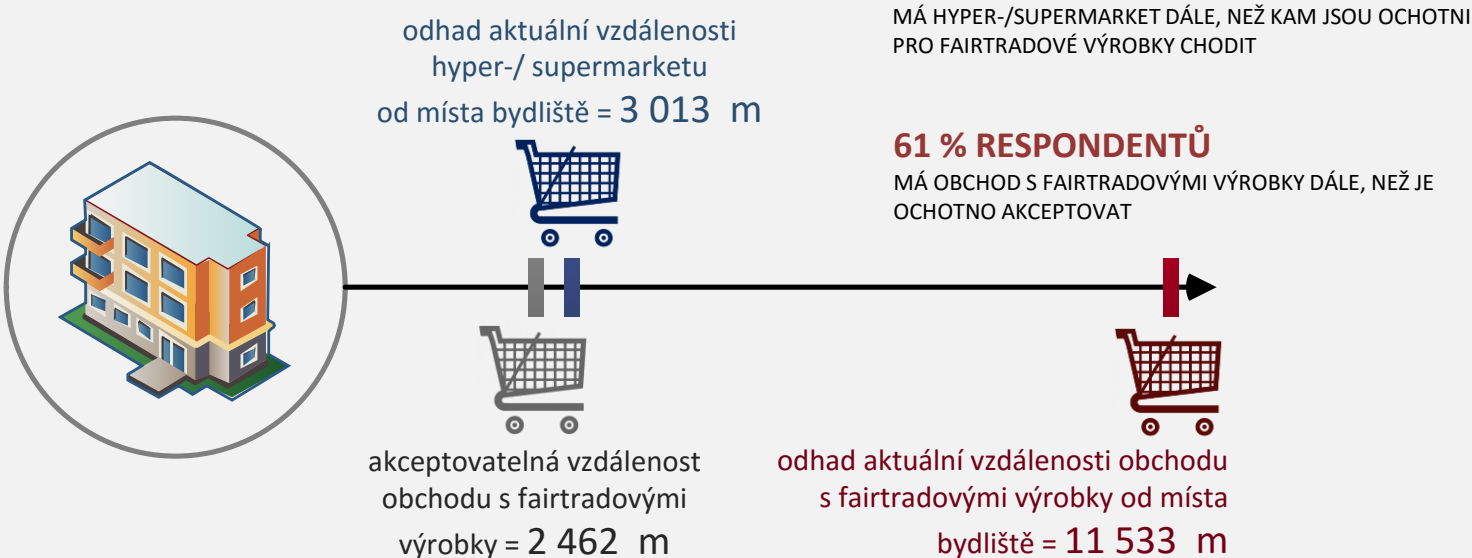 odhad aktuální vzdálenosti
hyper-/ supermarketu
od místa bydliště = 3 013 m
MÁ HYPER-/SUPERMARKET DÁLE, NEŽ KAM JSOU OCHOTNI
PRO FAIRTRADOVÉ VÝROBKY CHODIT
61 % RESPONDENTŮ
MÁ OBCHOD S FAIRTRADOVÝMI VÝROBKY DÁLE, NEŽ JE
OCHOTNO AKCEPTOVAT
akceptovatelná vzdálenost
obchodu s fairtradovými
výrobky = 2 462 m
odhad aktuální vzdálenosti obchodu
s fairtradovými výrobky od místa
bydliště = 11 533 m